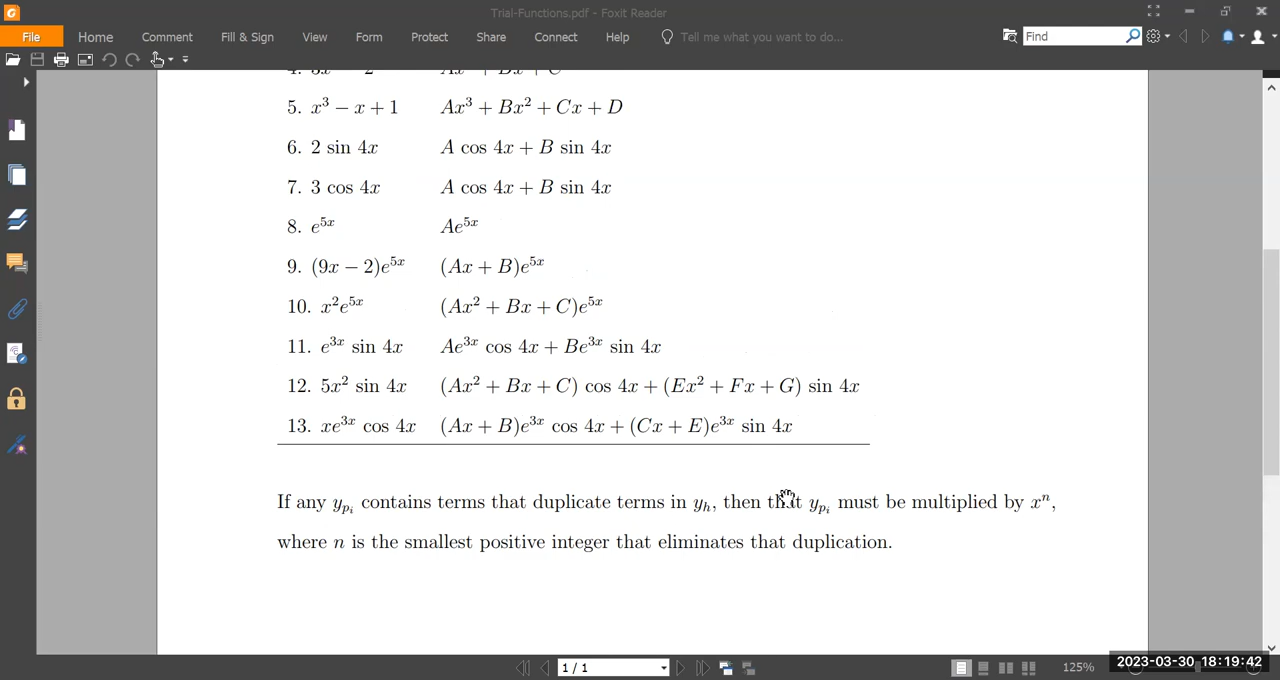 Trial-Functions.pdf - Foxit Reader
File Home Comment Fill & Sign View Form Protect Share Connect Help Tell me what you want to do... Find
5. x³ − x + 1 Ax³ + Bx² + Cx + D
6. 2 sin 4x A cos 4x + B sin 4x
7. 3 cos 4x A cos 4x + B sin 4x
8. e^{5x} Ae^{5x}
9. (9x − 2)e^{5x} (Ax + B)e^{5x}
10. x²e^{5x} (Ax² + Bx + C)e^{5x}
11. e^{3x} sin 4x Ae^{3x} cos 4x + Be^{3x} sin 4x
12. 5x² sin 4x (Ax² + Bx + C) cos 4x + (Ex² + Fx + G) sin 4x
13. xe^{3x} cos 4x (Ax + B)e^{3x} cos 4x + (Cx + E)e^{3x} sin 4x
If any y_{p_i} contains terms that duplicate terms in y_h, then that y_{p_i} must be multiplied by x^n,
where n is the smallest positive integer that eliminates that duplication.
1 / 1 125% 2023-03-30 18:19:42